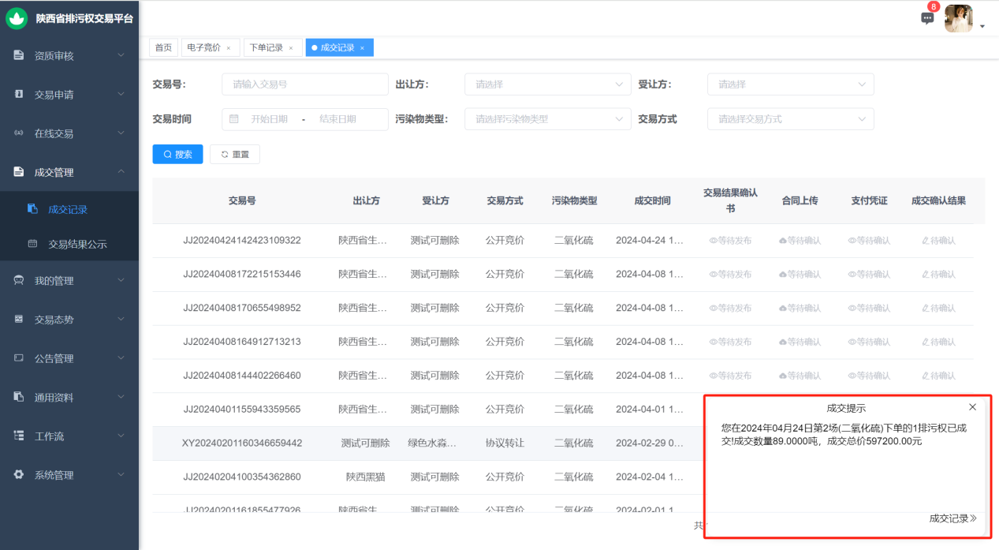 陕西省排污权交易平台
8
资质审核
交易申请
在线交易
成交管理
成交记录
交易结果公示
我的管理
交易态势
公告管理
通用资料
工作流
系统管理
首页 电子竞价 × 下单记录 × 成交记录 ×
交易号: 请输入交易号 出让方: 请选择 受让方: 请选择
交易时间 开始日期 - 结束日期 污染物类型: 请选择污染物类型 交易方式 请选择交易方式
搜索 重置
交易号 出让方 受让方 交易方式 污染物类型 成交时间 交易结果确认书 合同上传 支付凭证 成交确认结果
JJ20240424142423109322 陕西省生... 测试可删除 公开竞价 二氧化硫 2024-04-24 1... 等待发布 等待确认 等待确认 待确认
JJ20240408172215153446 陕西省生... 测试可删除 公开竞价 二氧化硫 2024-04-08 1... 等待发布 等待确认 等待确认 待确认
JJ20240408170655498952 陕西省生... 测试可删除 公开竞价 二氧化硫 2024-04-08 1... 等待发布 等待确认 等待确认 待确认
JJ20240408164912713213 陕西省生... 测试可删除 公开竞价 二氧化硫 2024-04-08 1... 等待发布 等待确认 等待确认 待确认
JJ20240408144402266460 陕西省生... 测试可删除 公开竞价 二氧化硫 2024-04-08 1... 等待发布 等待确认 等待确认 待确认
JJ20240401155943359565 陕西省生... 测试可删除 公开竞价 二氧化硫 2024-04-01 1...
XY20240201160346659442 测试可删除 绿色水淼... 协议转让 二氧化硫 2024-02-29 0...
JJ20240204100354362860 陕西黑猫 测试可删除 公开竞价 二氧化硫 2024-02-04 1...
JJ20240201161855477926 陕西省生... 测试可删除 公开竞价 二氧化硫 2024-02-01 1...
共
成交提示
您在2024年04月24日第2场(二氧化硫)下单的1排污权已成
交!成交数量89.0000吨，成交总价597200.00元
成交记录